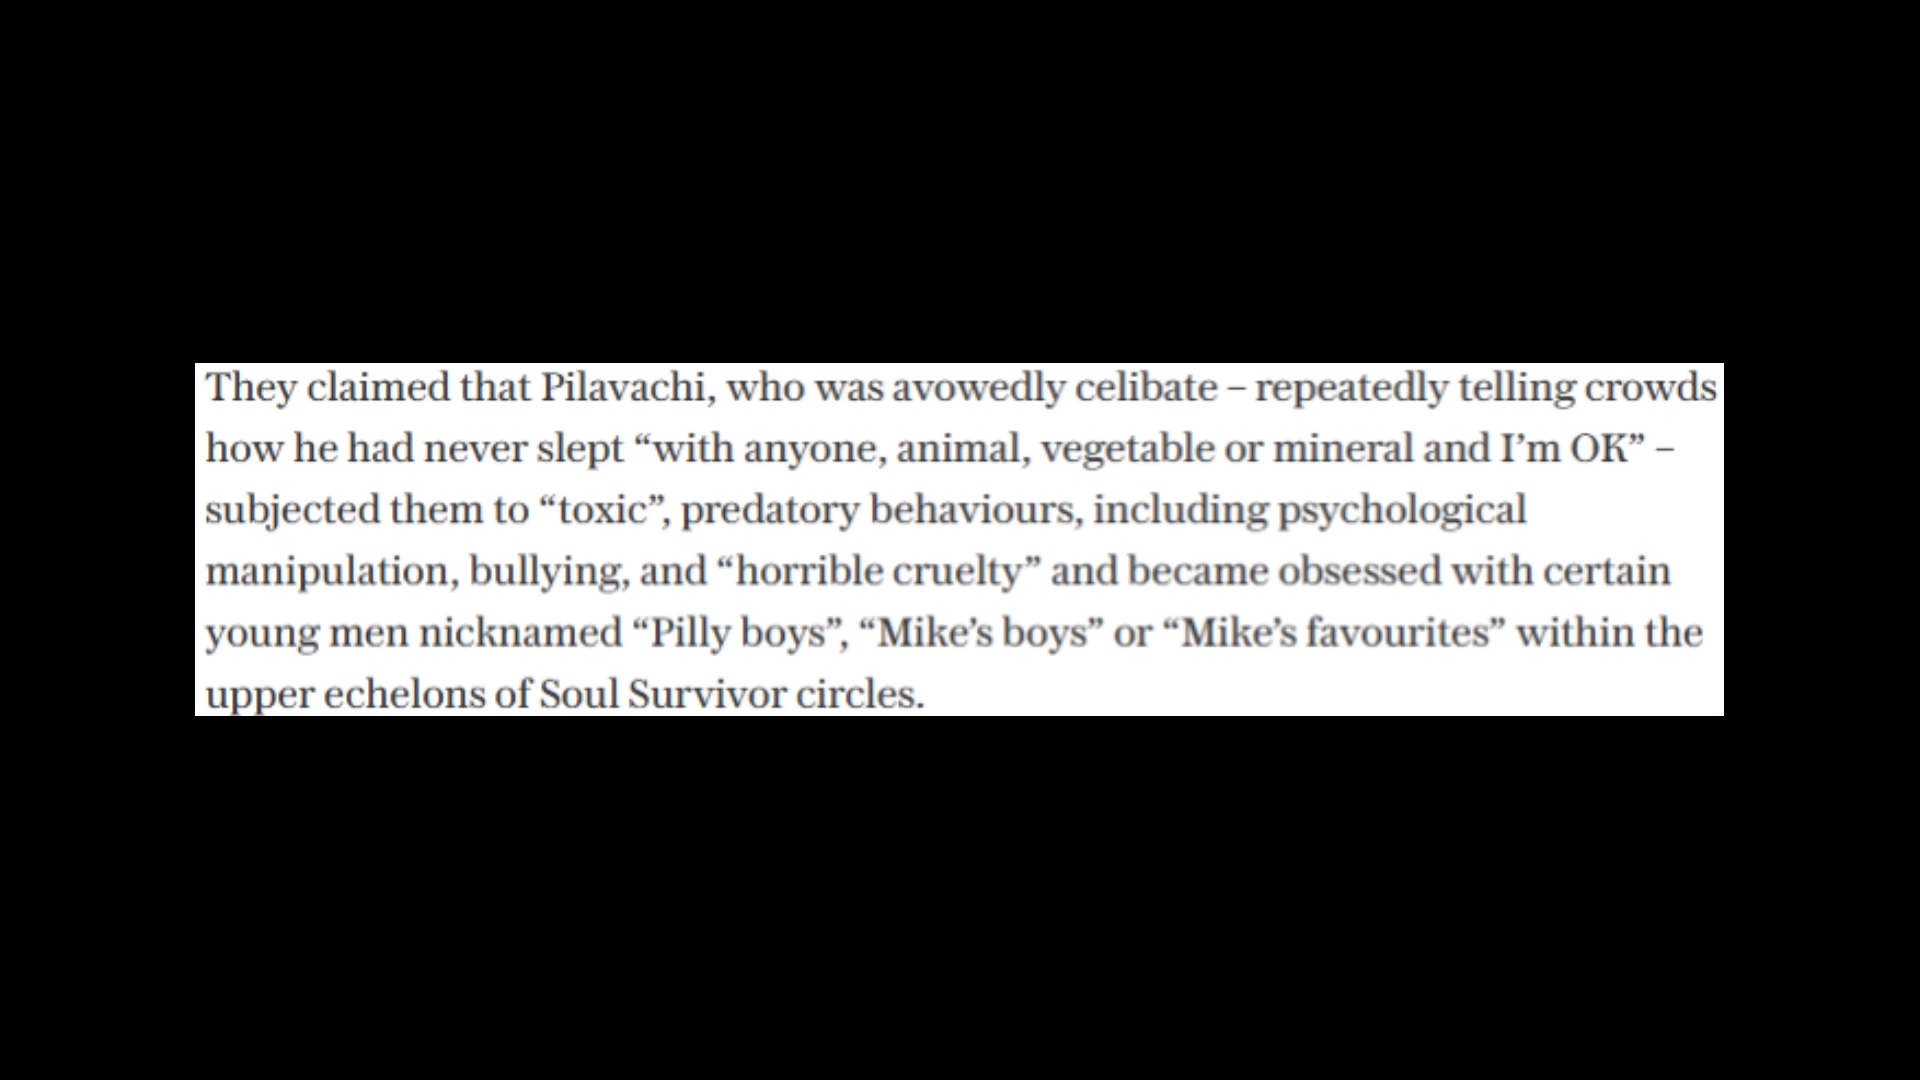 They claimed that Pilavachi, who was avowedly celibate – repeatedly telling crowds
how he had never slept “with anyone, animal, vegetable or mineral and I’m OK” –
subjected them to “toxic”, predatory behaviours, including psychological
manipulation, bullying, and “horrible cruelty” and became obsessed with certain
young men nicknamed “Pilly boys”, “Mike’s boys” or “Mike’s favourites” within the
upper echelons of Soul Survivor circles.